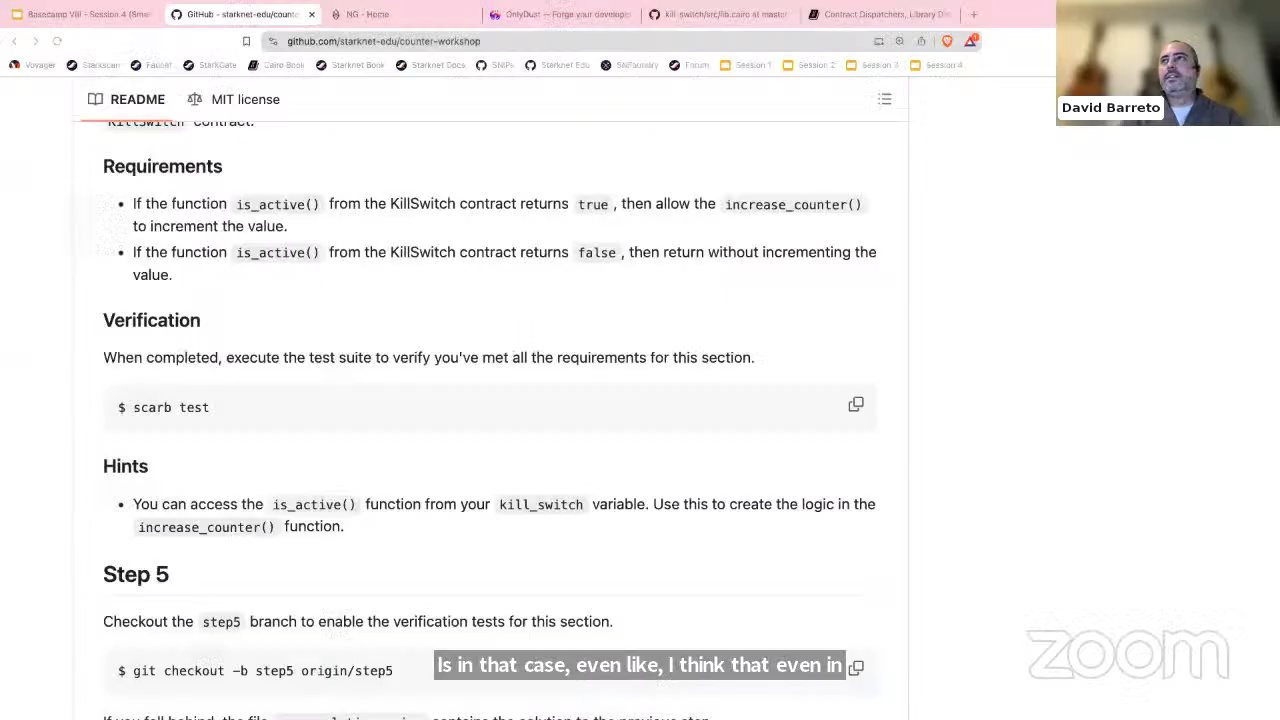 Basecamp VIII - Session 4 (Smar
GitHub - starknet-edu/counte
NG - Home
OnlyDust — Forge your develope
kill-switch/src/lib.cairo at master
Contract Dispatchers, Library Dis
github.com/starknet-edu/counter-workshop
Voyager
Starkscan
Faucet
StarkGate
Cairo Book
Starknet Book
Starknet Docs
SNIPs
Starknet Edu
SNFoundry
Forum
Session 1
Session 2
Session 3
Session 4
David Barreto
README
MIT license
KillSwitch contract.
Requirements
If the function is_active() from the KillSwitch contract returns true , then allow the increase_counter()
to increment the value.
If the function is_active() from the KillSwitch contract returns false , then return without incrementing the
value.
Verification
When completed, execute the test suite to verify you've met all the requirements for this section.
$ scarb test
Hints
You can access the is_active() function from your kill_switch variable. Use this to create the logic in the
increase_counter() function.
Step 5
Checkout the step5 branch to enable the verification tests for this section.
$ git checkout -b step5 origin/step5
Is in that case, even like, I think that even in
zoom